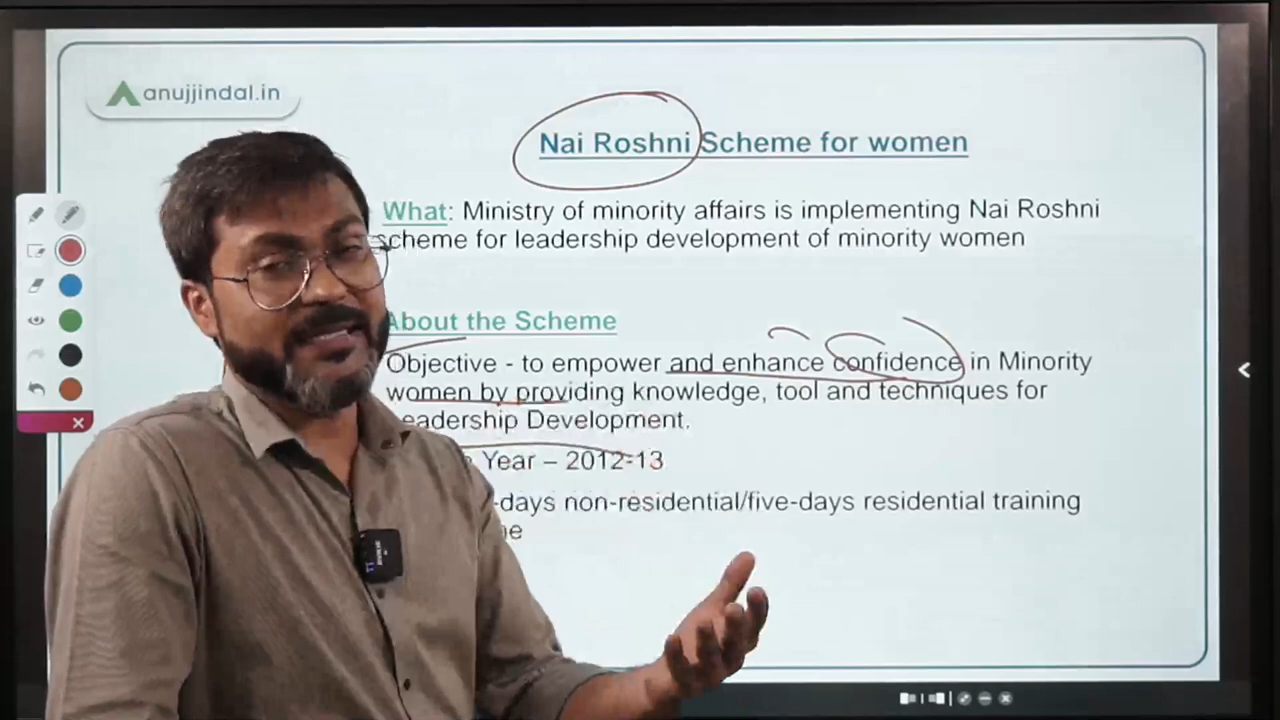 anujjindal.in
Nai Roshni Scheme for women
What: Ministry of minority affairs is implementing Nai Roshni
scheme for leadership development of minority women
About the Scheme
Objective - to empower and enhance confidence in Minority
women by providing knowledge, tool and techniques for
Leadership Development.
Year – 2012-13
-days non-residential/five-days residential training